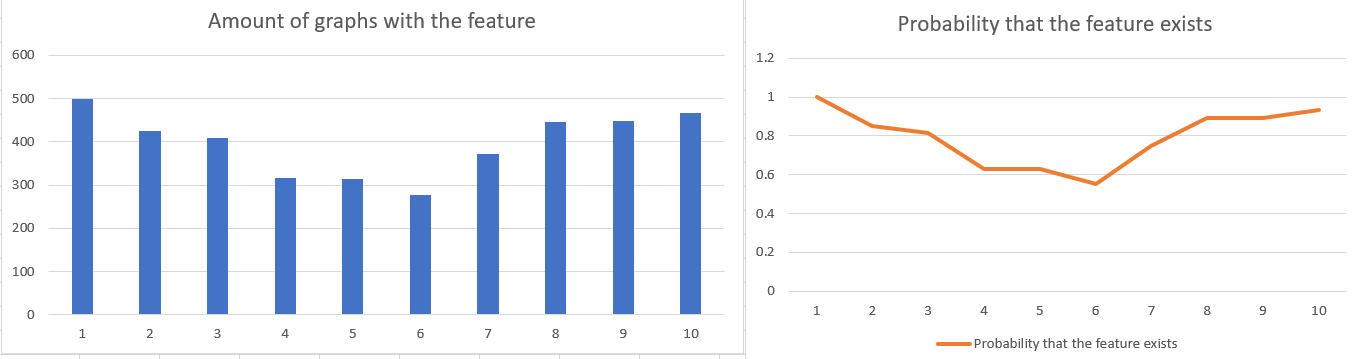 Amount of graphs with the feature
600
500
400
300
200
100
0
1 2 3 4 5 6 7 8 9 10
Probability that the feature exists
1.2
1
0.8
0.6
0.4
0.2
0
1 2 3 4 5 6 7 8 9 10
Probability that the feature exists